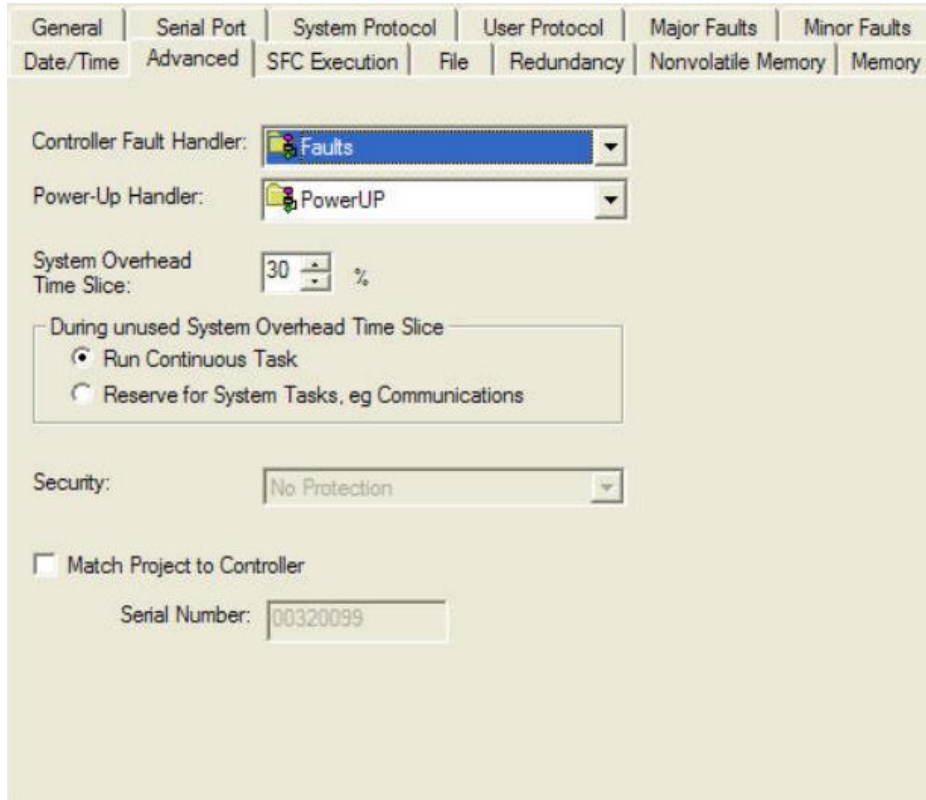 General Serial Port System Protocol User Protocol Major Faults Minor Faults
Date/Time Advanced SFC Execution File Redundancy Nonvolatile Memory Memory
Controller Fault Handler: Faults
Power-Up Handler: PowerUP
System Overhead
Time Slice: 30 %
During unused System Overhead Time Slice
Run Continuous Task
Reserve for System Tasks, eg Communications
Security: No Protection
Match Project to Controller
Serial Number: 00320099